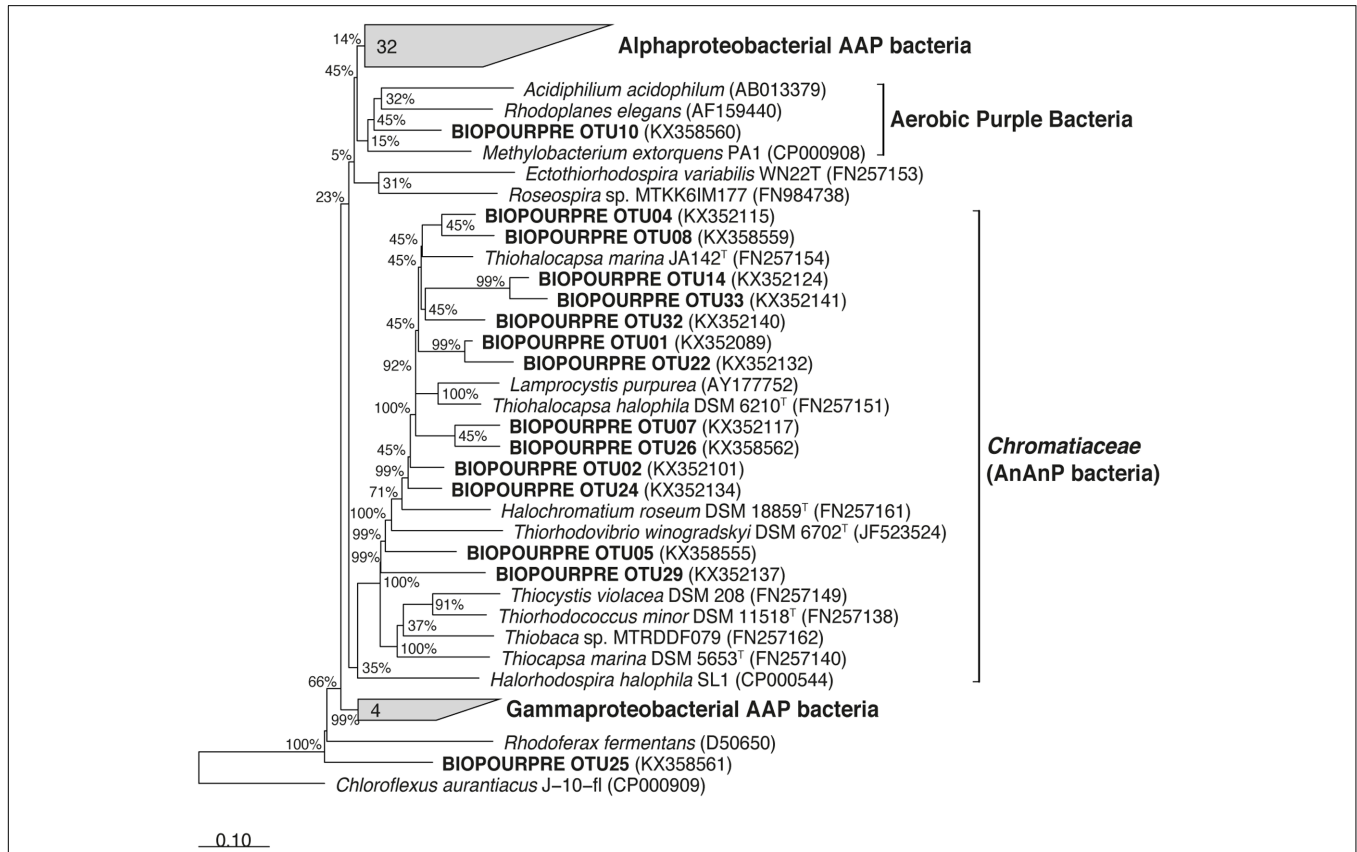 14%
32
Alphaproteobacterial AAP bacteria
45%
Acidiphilium acidophilum (AB013379)
32%
Rhodoplanes elegans (AF159440)
Aerobic Purple Bacteria
45%
BIOPOURPRE OTU10 (KX358560)
15%
Methylobacterium extorquens PA1 (CP000908)
5%
Ectothiorhodospira variabilis WN22T (FN257153)
31%
Roseospira sp. MTKK6IM177 (FN984738)
23%
BIOPOURPRE OTU04 (KX352115)
45%
45%
BIOPOURPRE OTU08 (KX358559)
45%
Thiohalocapsa marina JA142T (FN257154)
99%
BIOPOURPRE OTU14 (KX352124)
BIOPOURPRE OTU33 (KX352141)
45%
45%
BIOPOURPRE OTU32 (KX352140)
99%
BIOPOURPRE OTU01 (KX352089)
92%
BIOPOURPRE OTU22 (KX352132)
Lamprocystis purpurea (AY177752)
100%
100%
Thiohalocapsa halophila DSM 6210T (FN257151)
BIOPOURPRE OTU07 (KX352117)
45%
45%
BIOPOURPRE OTU26 (KX358562)
Chromatiaceae
(AnAnP bacteria)
99%
BIOPOURPRE OTU02 (KX352101)
71%
BIOPOURPRE OTU24 (KX352134)
100%
Halochromatium roseum DSM 18859T (FN257161)
99%
Thiorhodovibrio winogradskyi DSM 6702T (JF523524)
99%
BIOPOURPRE OTU05 (KX358555)
100%
BIOPOURPRE OTU29 (KX352137)
Thiocystis violacea DSM 208 (FN257149)
91%
Thiorhodococcus minor DSM 11518T (FN257138)
37%
Thiobaca sp. MTRDDF079 (FN257162)
100%
Thiocapsa marina DSM 5653T (FN257140)
35%
Halorhodospira halophila SL1 (CP000544)
66%
4
Gammaproteobacterial AAP bacteria
99%
100%
Rhodoferax fermentans (D50650)
BIOPOURPRE OTU25 (KX358561)
Chloroflexus aurantiacus J−10−fl (CP000909)
0.10